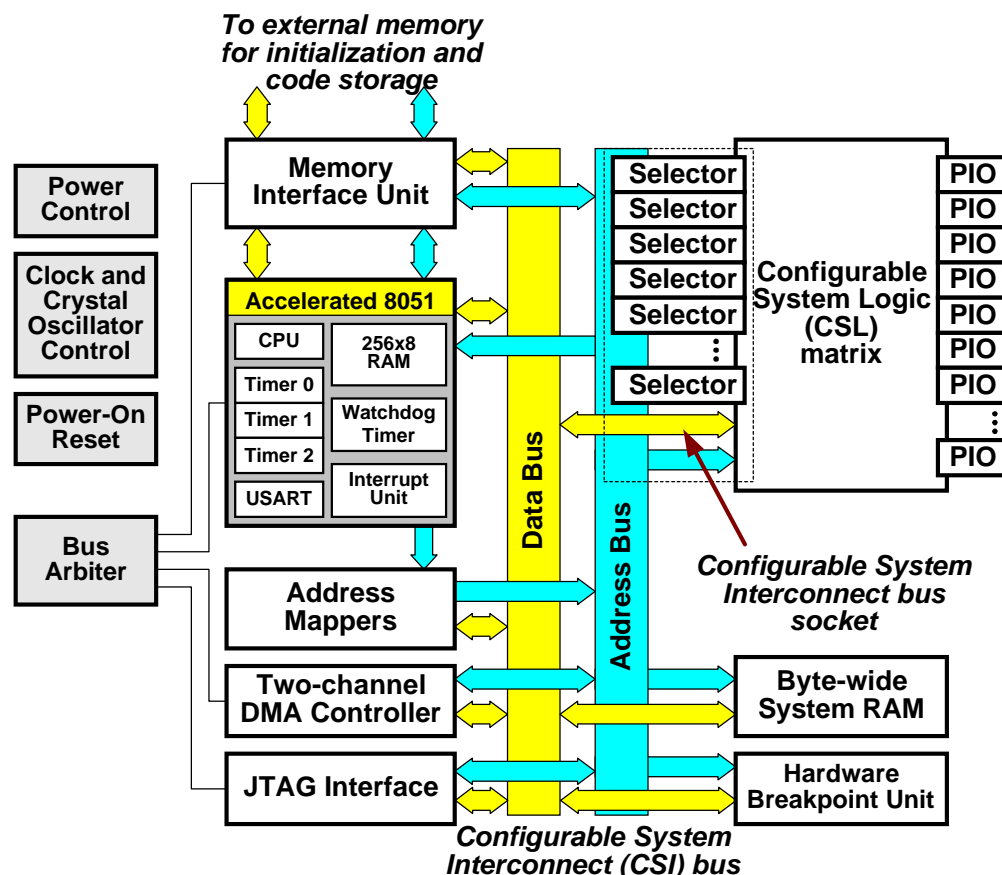 To external memory
for initialization and
code storage
Power
Control
Clock and
Crystal
Oscillator
Control
Power-On
Reset
Bus
Arbiter
Memory
Interface Unit
Accelerated 8051
CPU
Timer 0
Timer 1
Timer 2
USART
256x8
RAM
Watchdog
Timer
Interrupt
Unit
Address
Mappers
Two-channel
DMA Controller
JTAG Interface
Data Bus
Address Bus
Selector
Selector
Selector
Selector
Selector
...
Selector
Configurable
System Logic
(CSL)
matrix
PIO
PIO
PIO
PIO
PIO
PIO
PIO
...
PIO
Configurable System
Interconnect bus
socket
Byte-wide
System RAM
Hardware
Breakpoint Unit
Configurable System
Interconnect (CSI) bus